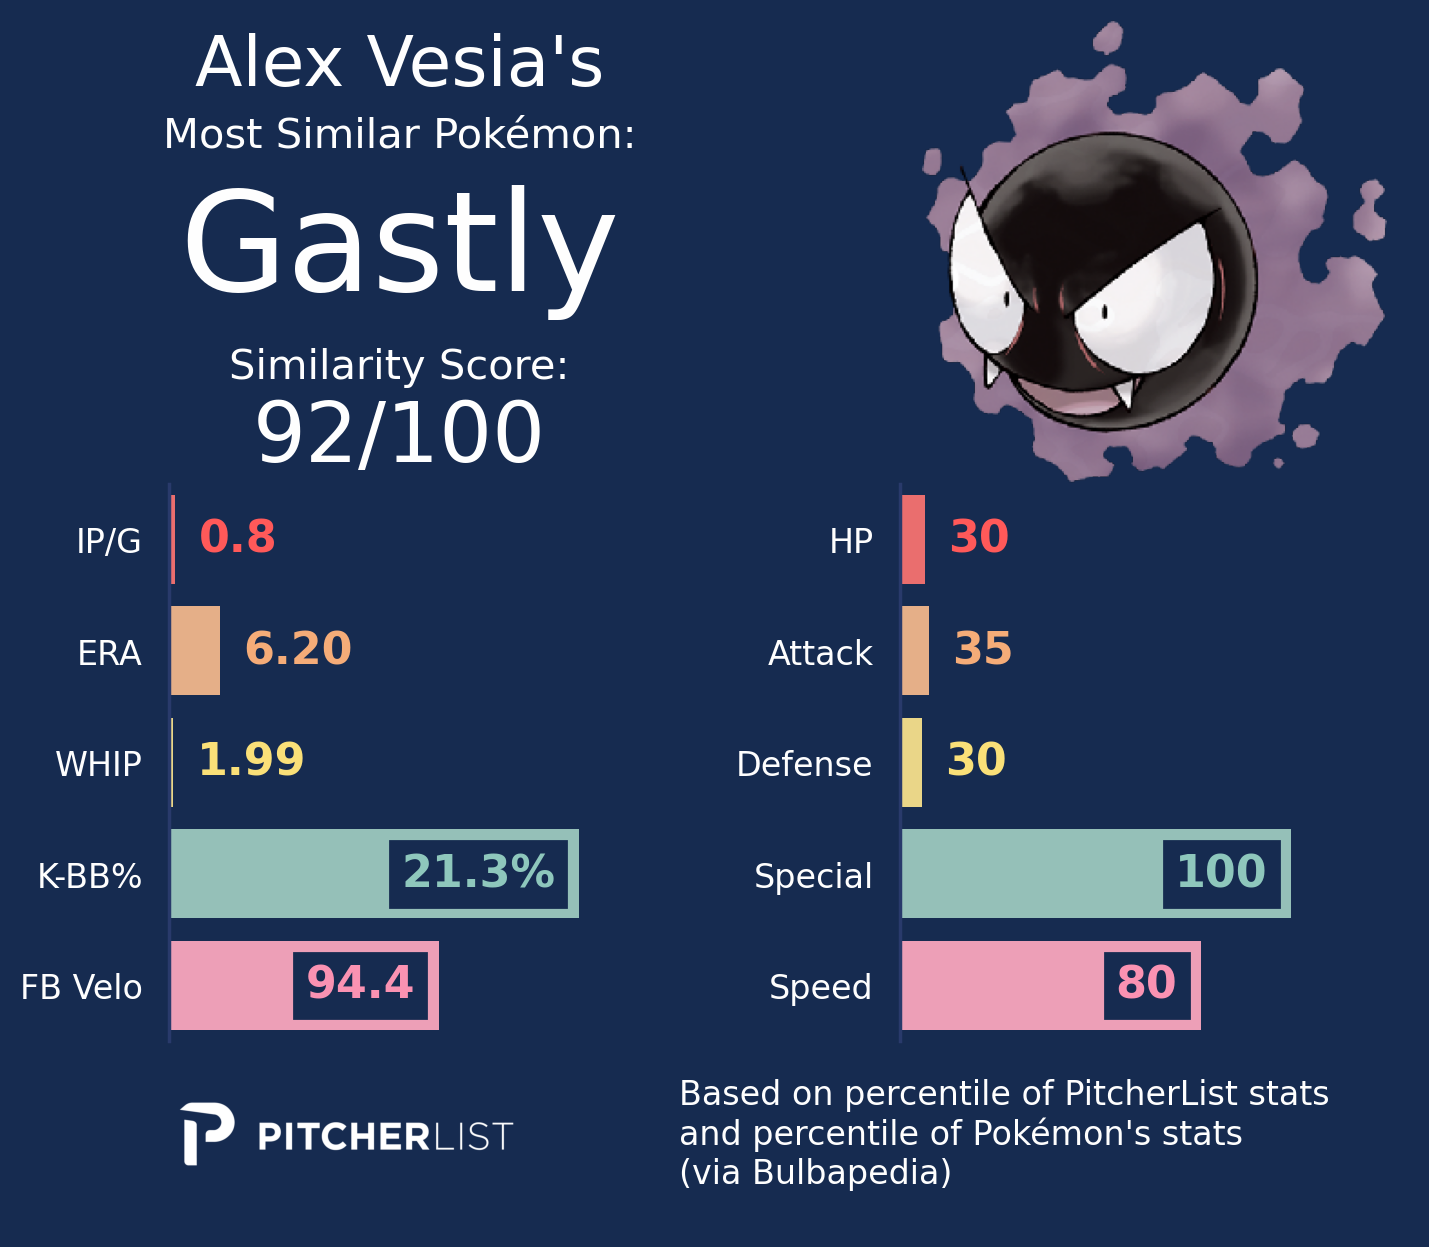 Alex Vesia's
Most Similar Pokémon:
Gastly
Similarity Score:
92/100
IP/G 0.8
ERA 6.20
WHIP 1.99
K-BB% 21.3%
FB Velo 94.4
HP 30
Attack 35
Defense 30
Special 100
Speed 80
PITCHERLIST
Based on percentile of PitcherList stats
and percentile of Pokémon's stats
(via Bulbapedia)